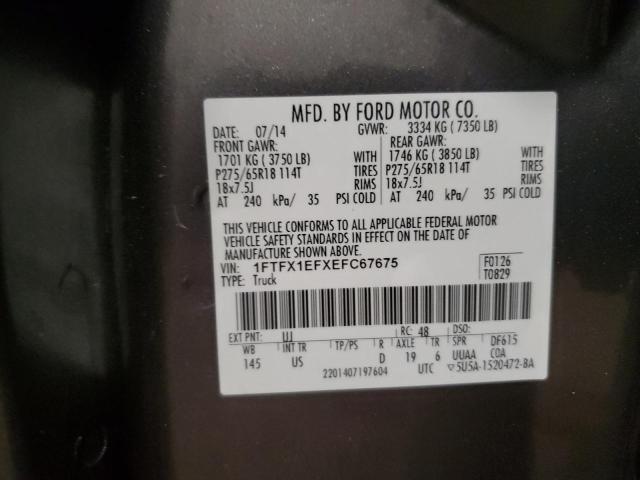 MFD. BY FORD MOTOR CO.
DATE: 07/14 GVWR: 3334 KG ( 7350 LB)
FRONT GAWR: REAR GAWR:
1701 KG ( 3750 LB) WITH 1746 KG ( 3850 LB) WITH
P275/65R18 114T TIRES P275/65R18 114T TIRES
18x7.5J RIMS 18x7.5J RIMS
AT 240 kPa/ 35 PSI COLD AT 240 kPa/ 35 PSI COLD
THIS VEHICLE CONFORMS TO ALL APPLICABLE FEDERAL MOTOR
VEHICLE SAFETY STANDARDS IN EFFECT ON THE DATE OF
MANUFACTURE SHOWN ABOVE.
VIN: 1FTFX1EFXEFC67675 F0126
TYPE: Truck T0829
EXT PNT: UJ RC: 48 DSO:
WB INT TR TP/PS R AXLE TR SPR DF615
145 US D 19 6 UUAA COA
2201407197604 UTC ▽5U5A-1520472-BA